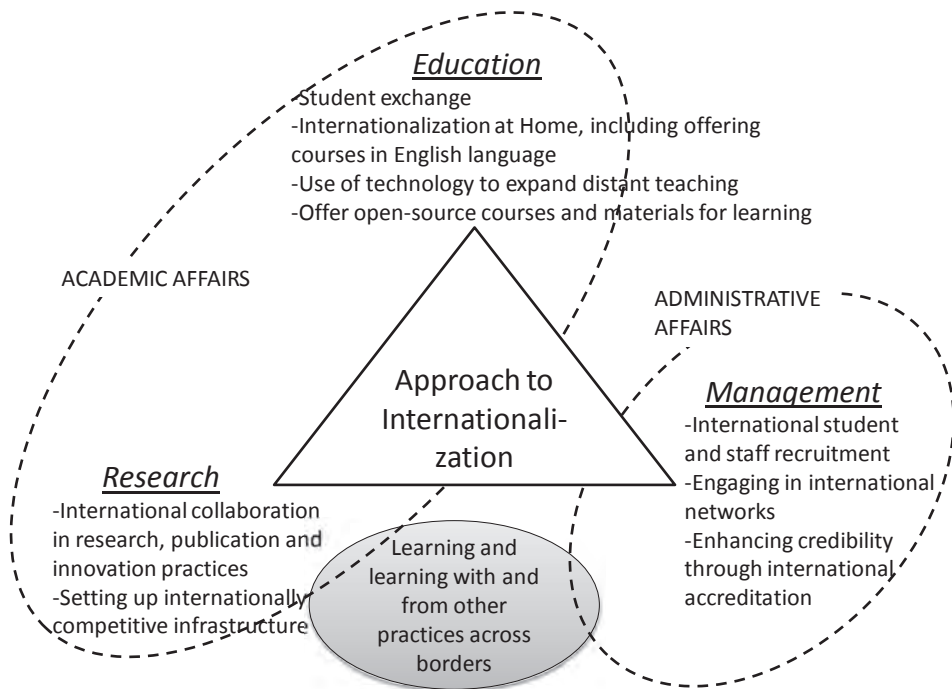 Education
-Student exchange
-Internationalization at Home, including offering
courses in English language
-Use of technology to expand distant teaching
-Offer open-source courses and materials for learning
ACADEMIC AFFAIRS
ADMINISTRATIVE
AFFAIRS
Approach to
Internationali-
zation
Management
-International student
and staff recruitment
-Engaging in international
networks
-Enhancing credibility
through international
accreditation
Research
-International collaboration
in research, publication and
innovation practices
-Setting up internationally
competitive infrastructure
Learning and
learning with and
from other
practices across
borders